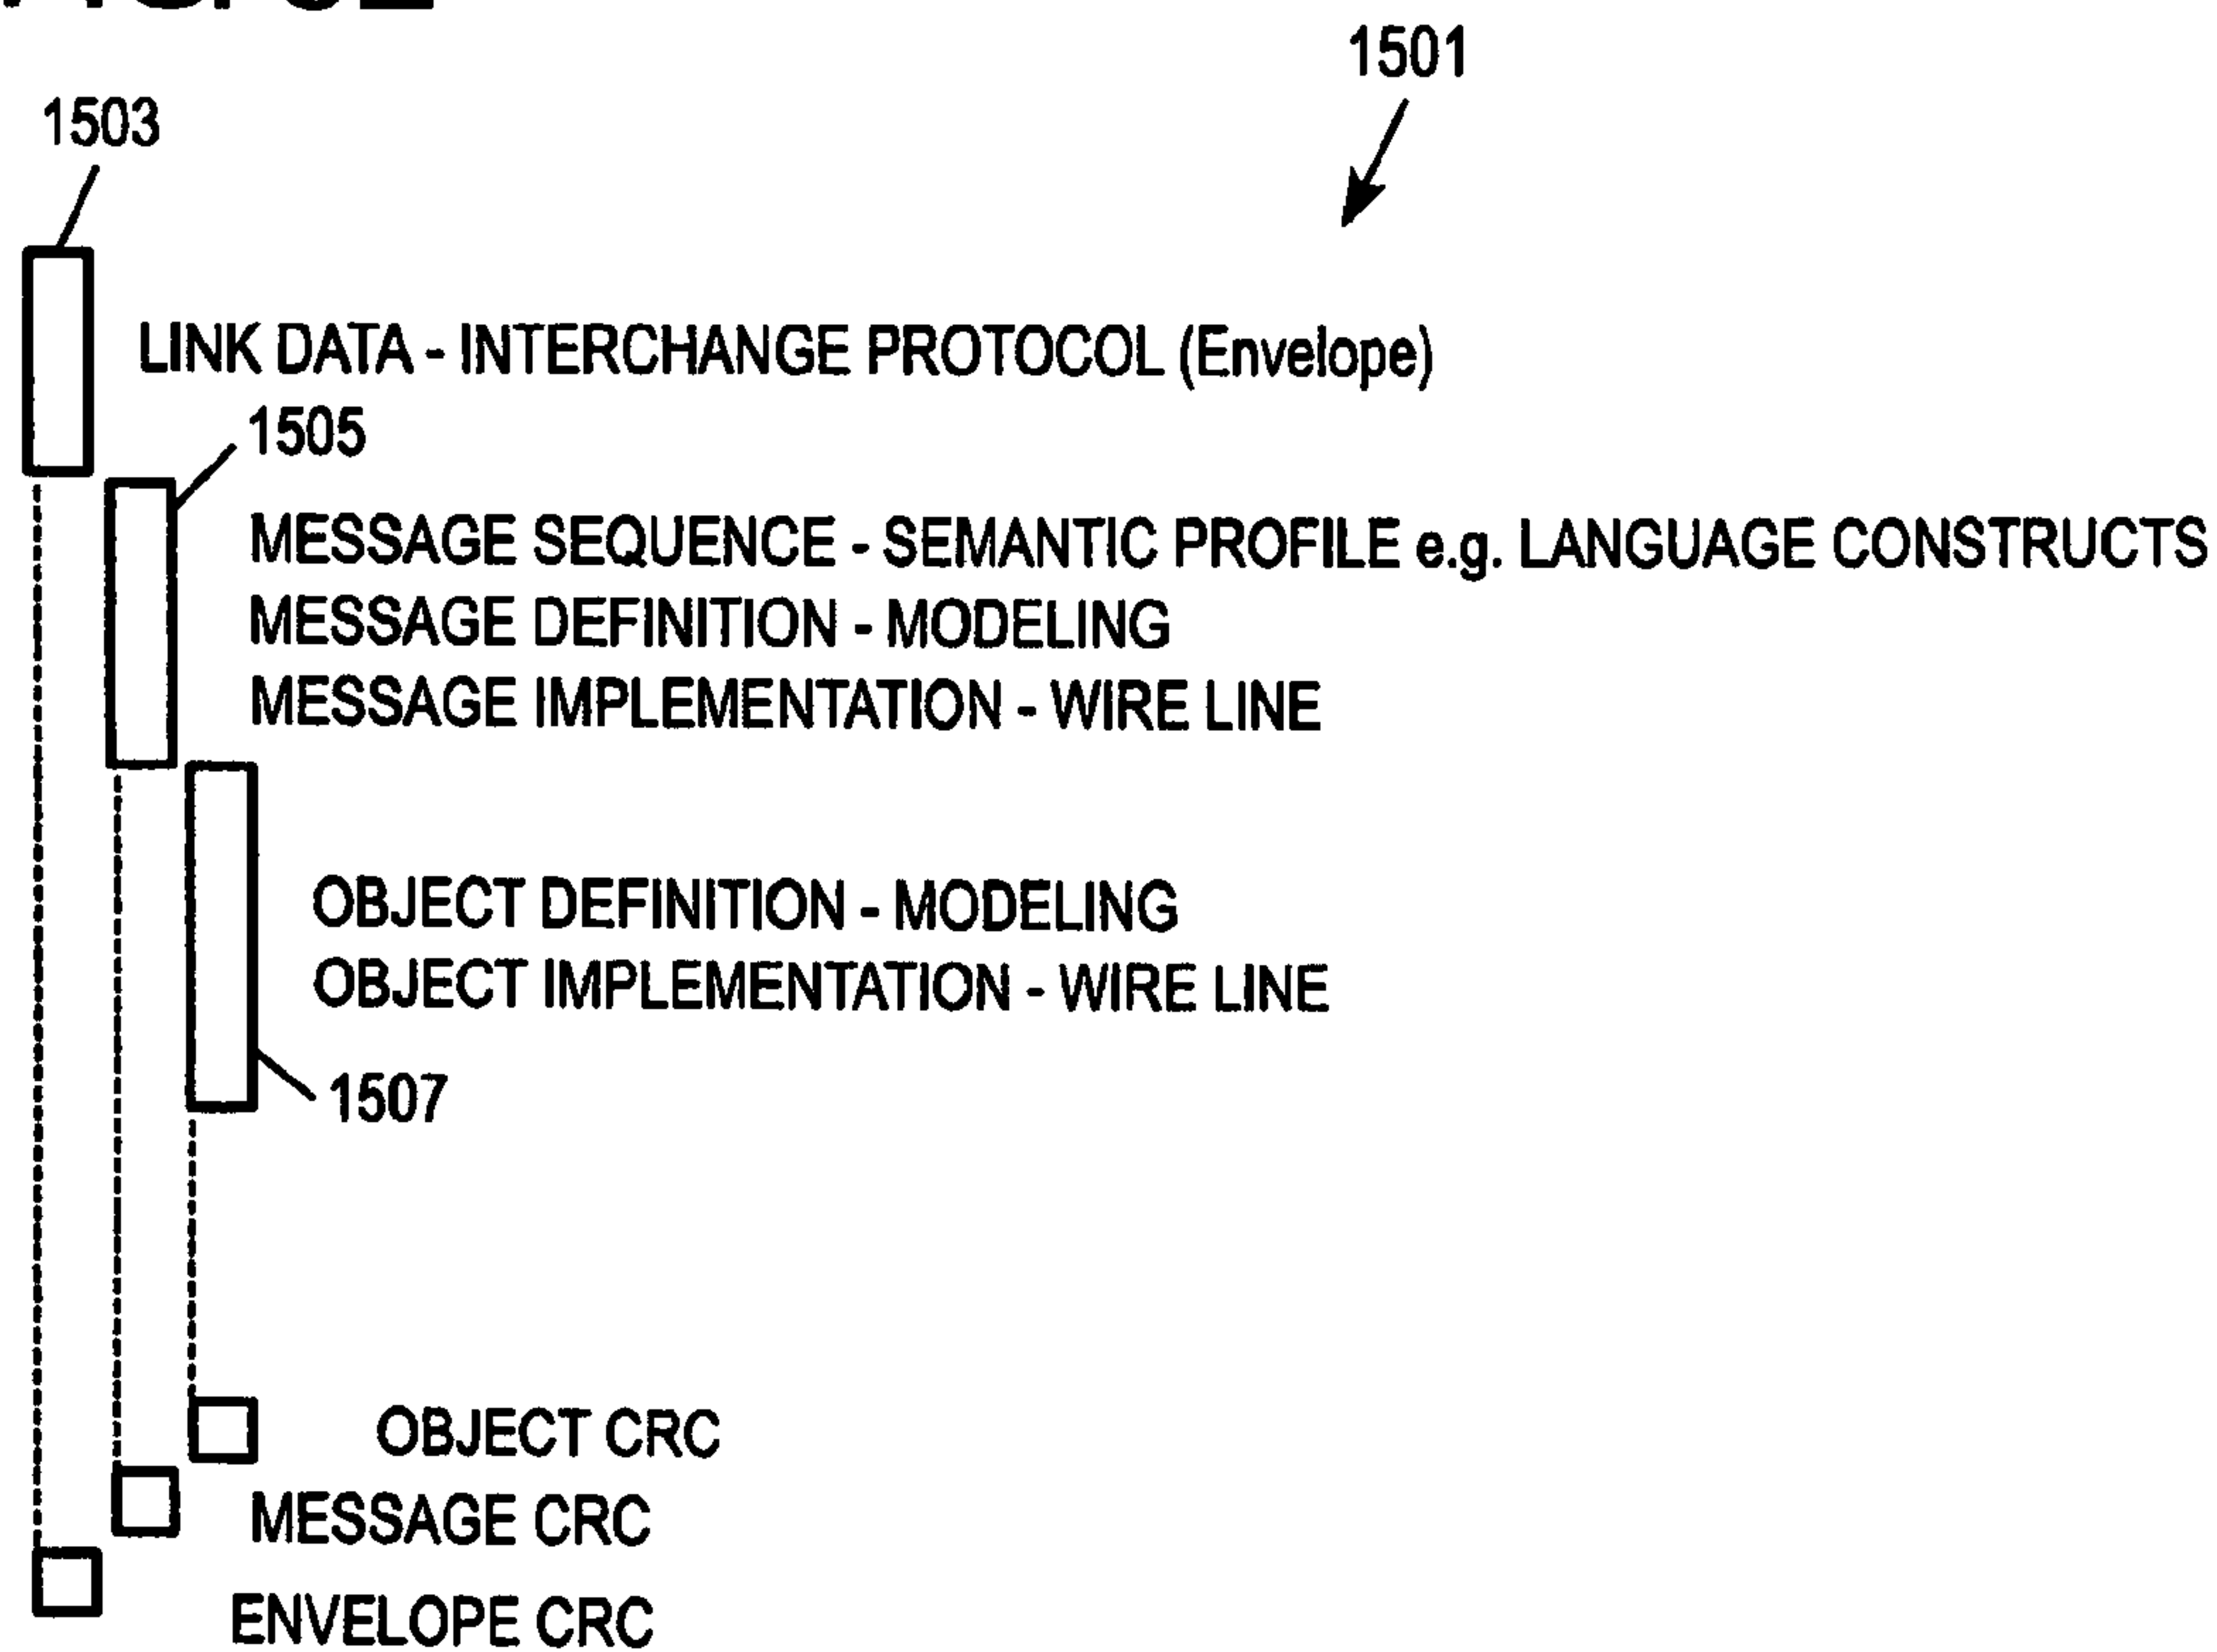 1501
1503
LINK DATA - INTERCHANGE PROTOCOL (Envelope)
1505
MESSAGE SEQUENCE - SEMANTIC PROFILE e.g. LANGUAGE CONSTRUCTS
MESSAGE DEFINITION - MODELING
MESSAGE IMPLEMENTATION - WIRE LINE
OBJECT DEFINITION - MODELING
OBJECT IMPLEMENTATION - WIRE LINE
1507
OBJECT CRC
MESSAGE CRC
ENVELOPE CRC